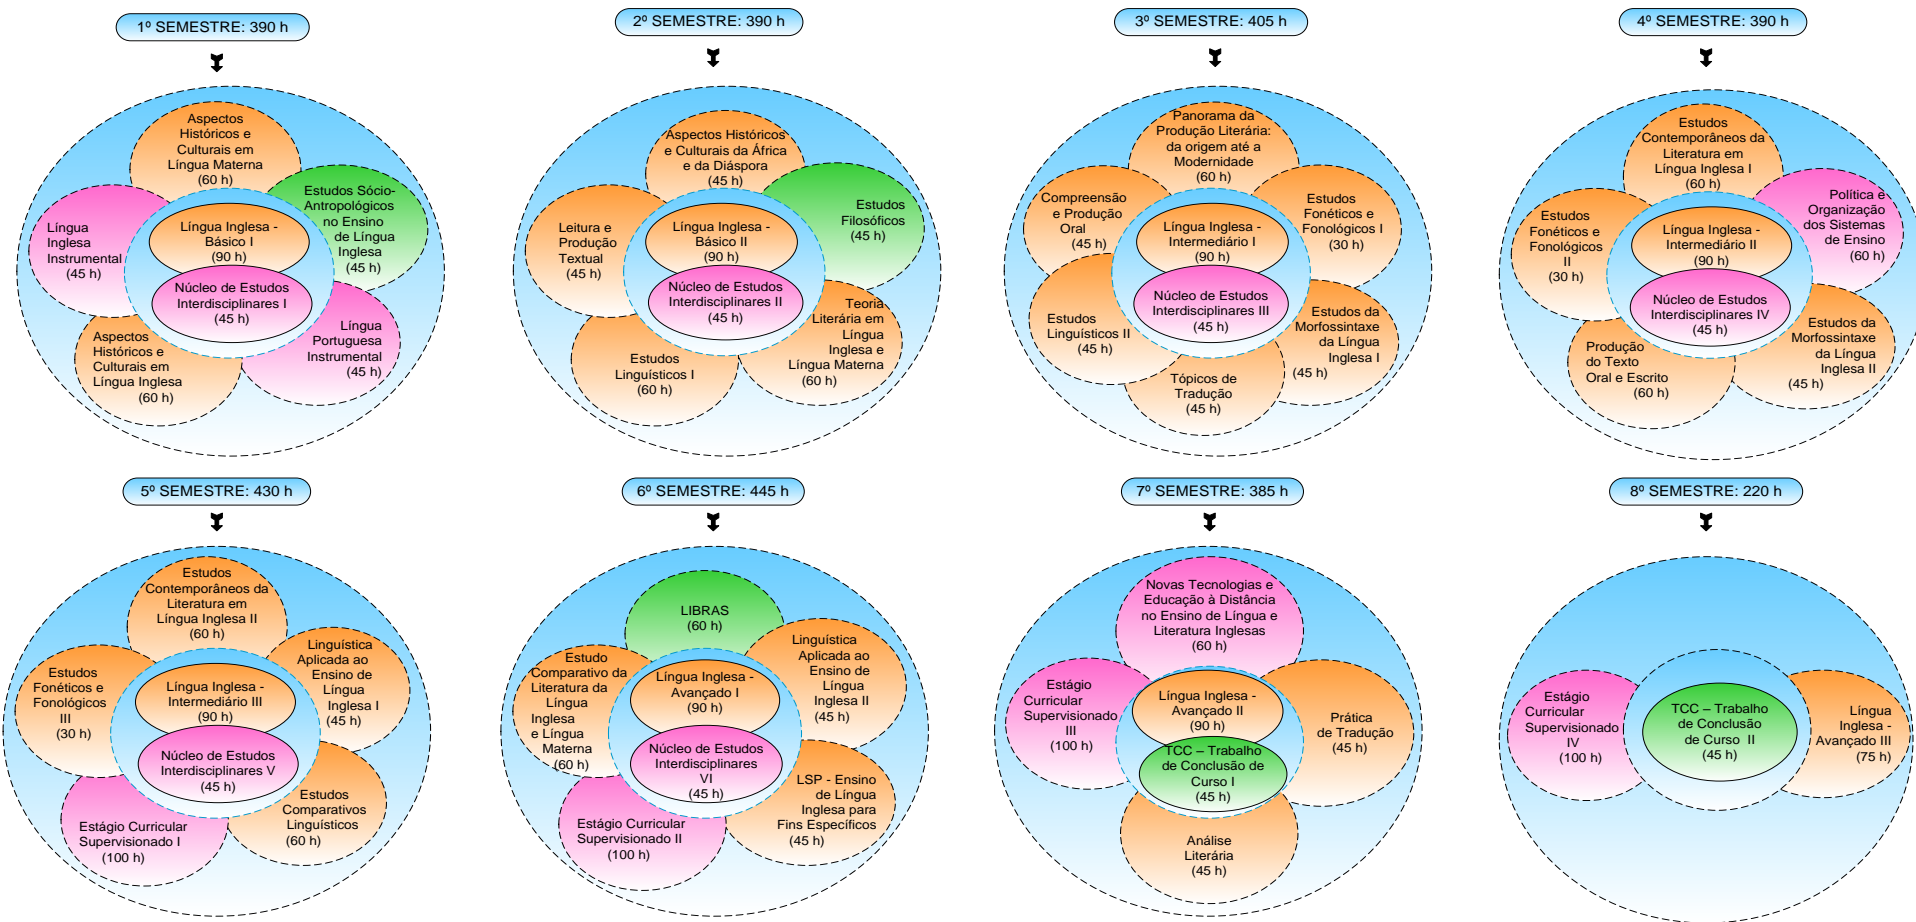 1º SEMESTRE: 390 h
Aspectos
Históricos e
Culturais em
Língua Materna
(60 h)
Estudos Sócio-
Antropológicos
no Ensino
de Língua
Inglesa
(45 h)
Língua
Inglesa
Instrumental
(45 h)
Língua Inglesa -
Básico I
(90 h)
Núcleo de Estudos
Interdisciplinares I
(45 h)
Língua
Portuguesa
Instrumental
(45 h)
Aspectos
Históricos e
Culturais em
Língua Inglesa
(60 h)
2º SEMESTRE: 390 h
Aspectos Históricos
e Culturais da África
e da Diáspora
(45 h)
Estudos
Filosóficos
(45 h)
Leitura e
Produção
Textual
(45 h)
Língua Inglesa -
Básico II
(90 h)
Núcleo de Estudos
Interdisciplinares II
(45 h)
Teoria
Literária em
Língua
Inglesa e
Língua Materna
(60 h)
Estudos
Linguísticos I
(60 h)
3º SEMESTRE: 405 h
Panorama da
Produção Literária:
da origem até a
Modernidade
(60 h)
Compreensão
e Produção
Oral
(45 h)
Estudos
Fonéticos e
Fonológicos I
(30 h)
Língua Inglesa -
Intermediário I
(90 h)
Núcleo de Estudos
Interdisciplinares III
(45 h)
Estudos
Linguísticos II
(45 h)
Estudos da
Morfossintaxe
da Língua
Inglesa I
(45 h)
Tópicos de
Tradução
(45 h)
4º SEMESTRE: 390 h
Estudos
Contemporâneos da
Literatura em
Língua Inglesa I
(60 h)
Política e
Organização
dos Sistemas
de Ensino
(60 h)
Estudos
Fonéticos e
Fonológicos
II
(30 h)
Língua Inglesa -
Intermediário II
(90 h)
Núcleo de Estudos
Interdisciplinares IV
(45 h)
Estudos da
Morfossintaxe
da Língua
Inglesa II
(45 h)
Produção
do Texto
Oral e Escrito
(60 h)
5º SEMESTRE: 430 h
Estudos
Contemporâneos da
Literatura em
Língua Inglesa II
(60 h)
Linguística
Aplicada ao
Ensino de
Língua
Inglesa I
(45 h)
Estudos
Fonéticos e
Fonológicos
III
(30 h)
Língua Inglesa -
Intermediário III
(90 h)
Núcleo de Estudos
Interdisciplinares V
(45 h)
Estudos
Comparativos
Linguísticos
(60 h)
Estágio Curricular
Supervisionado I
(100 h)
6º SEMESTRE: 445 h
LIBRAS
(60 h)
Linguística
Aplicada ao
Ensino de
Língua
Inglesa II
(45 h)
Estudo
Comparativo da
Literatura da
Língua
Inglesa
e Língua
Materna
(60 h)
Língua Inglesa -
Avançado I
(90 h)
Núcleo de Estudos
Interdisciplinares
VI
(45 h)
LSP - Ensino
de Língua
Inglesa para
Fins Específicos
(45 h)
Estágio Curricular
Supervisionado II
(100 h)
7º SEMESTRE: 385 h
Novas Tecnologias e
Educação à Distância
no Ensino de Língua e
Literatura Inglesas
(60 h)
Estágio
Curricular
Supervisionado
III
(100 h)
Língua Inglesa -
Avançado II
(90 h)
TCC – Trabalho
de Conclusão de
Curso I
(45 h)
Prática
de Tradução
(45 h)
Análise
Literária
(45 h)
8º SEMESTRE: 220 h
Estágio
Curricular
Supervisionado
IV
(100 h)
TCC – Trabalho
de Conclusão
de Curso II
(45 h)
Língua
Inglesa -
Avançado III
(75 h)